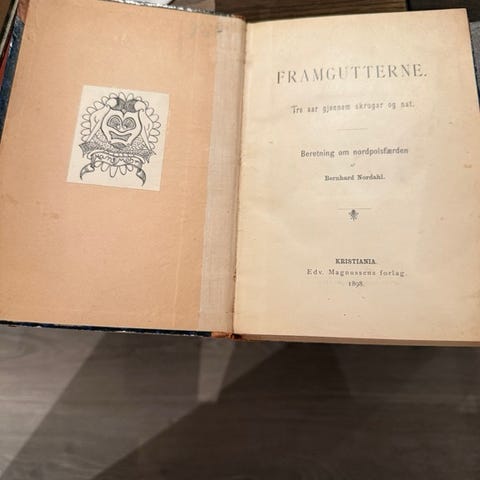 FRAMGUTTERNE.
Tre aar gjennem skrugar og nat.
Beretning om nordpolsfærden
af
Bernhard Nordahl.
KRISTIANIA.
Edv. Magnussens forlag.
1898.